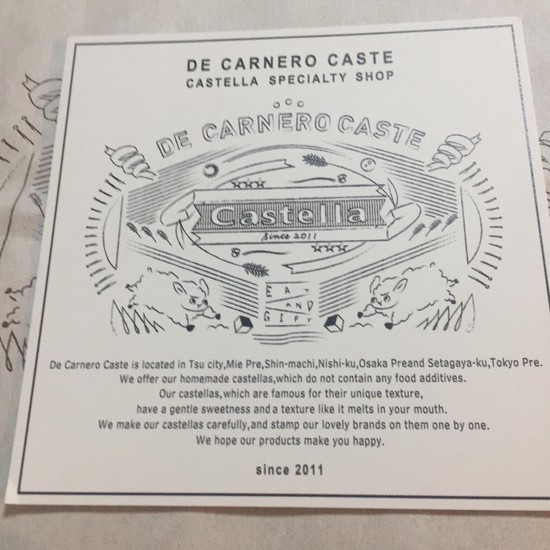 DE CARNERO CASTE
CASTELLA SPECIALTY SHOP
DE CARNERO CASTE
Castella
Since 2011
EAT
AND
GIFT
De Carnero Caste is located in Tsu city,Mie Pre,Shin-machi,Nishi-ku,Osaka Preand Setagaya-ku,Tokyo Pre.
We offer our homemade castellas,which do not contain any food additives.
Our castellas,which are famous for their unique texture,
have a gentle sweetness and a texture like it melts in your mouth.
We make our castellas carefully,and stamp our lovely brands on them one by one.
We hope our products make you happy.
since 2011